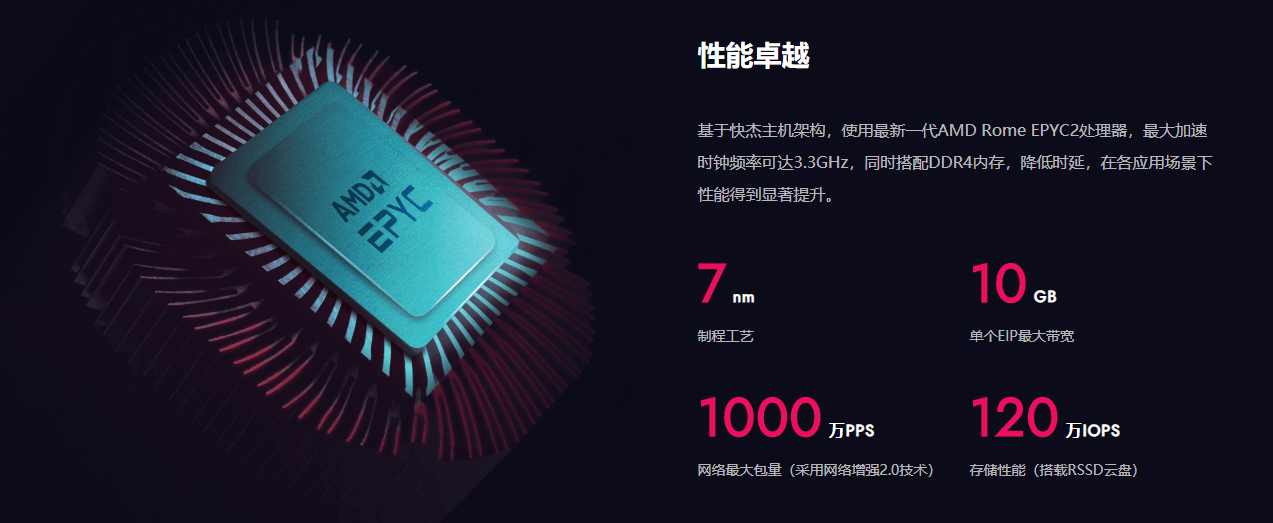 性能卓越
基于快杰主机架构，使用最新一代AMD Rome EPYC2处理器，最大加速
时钟频率可达3.3GHz，同时搭配DDR4内存，降低时延，在各应用场景下
性能得到显著提升。
AMD
EPYC
7 nm
10 GB
制程工艺
单个EIP最大带宽
1000 万PPS
120 万IOPS
网络最大包量（采用网络增强2.0技术）
存储性能（搭载RSSD云盘）